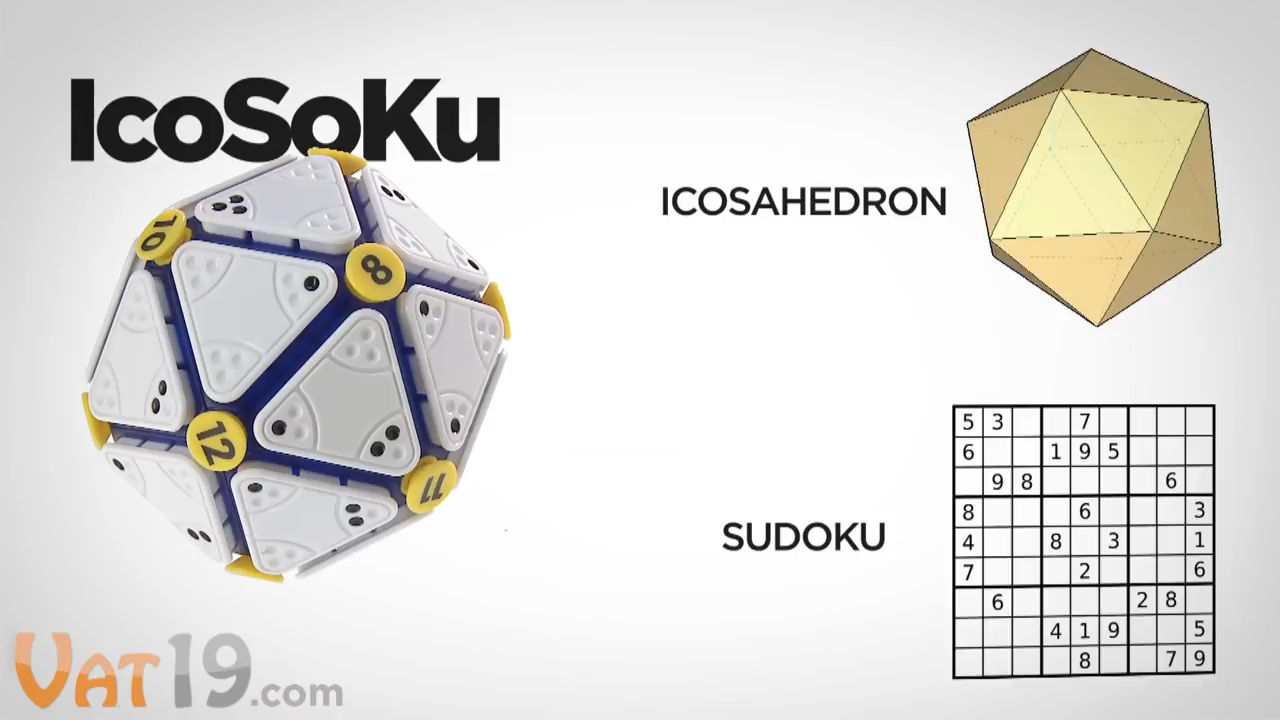 IcoSoKu
ICOSAHEDRON
10
8
12
11
SUDOKU
5 3 7
6 1 9 5
9 8 6
8 6 3
4 8 3 1
7 2 6
6 2 8
4 1 9 5
8 7 9
VAT19.com